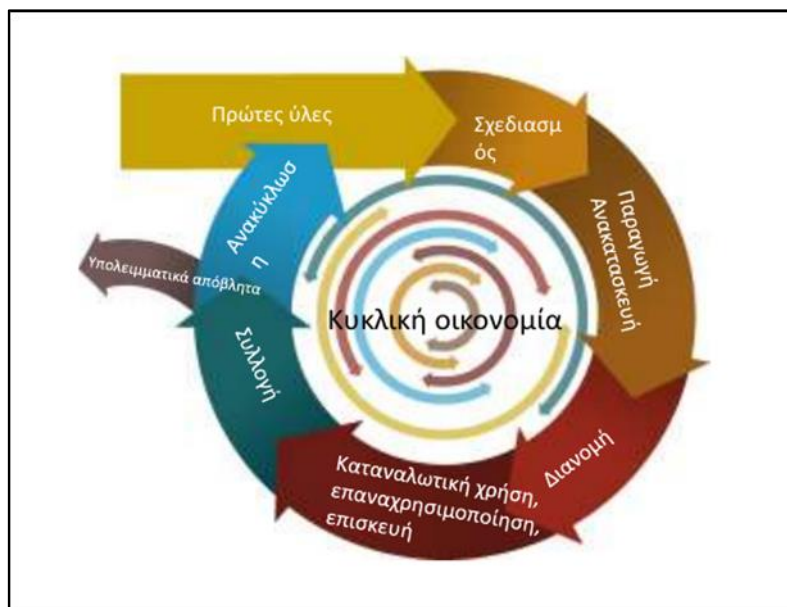 Πρώτες ύλες
Σχεδιασμ
ός
Παραγωγή
Ανακατασκευή
Διανομή
Καταναλωτική χρήση,
επαναχρησιμοποίηση,
επισκευή
Συλλογή
Υπολειμματικά απόβλητα
Ανακύκλωσ
η
Κυκλική οικονομία